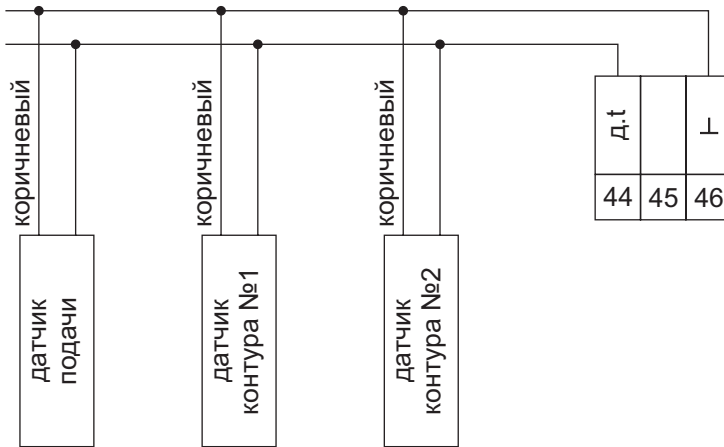 коричневый
коричневый
коричневый
д.t
44
45
46
датчик
подачи
датчик
контура №1
датчик
контура №2